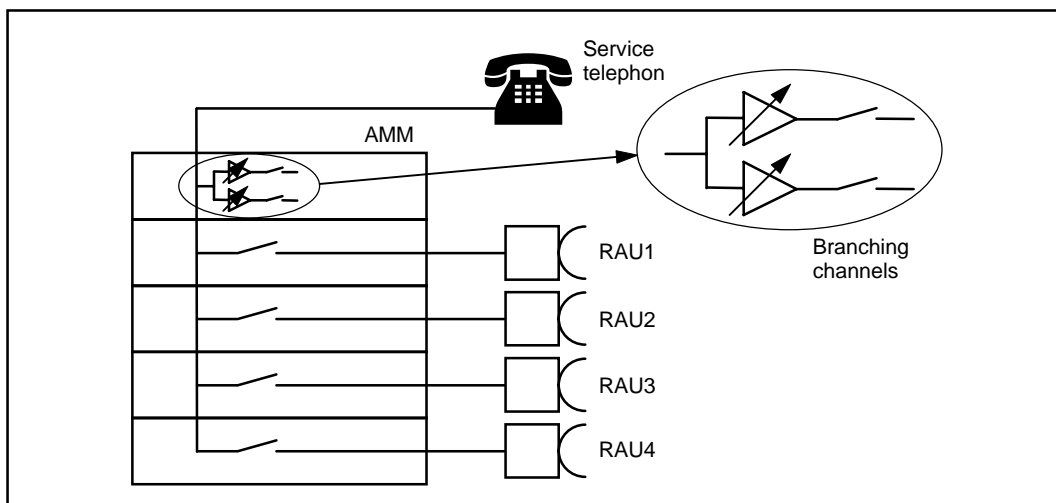 Service
telephon
AMM
Branching
channels
RAU1
RAU2
RAU3
RAU4